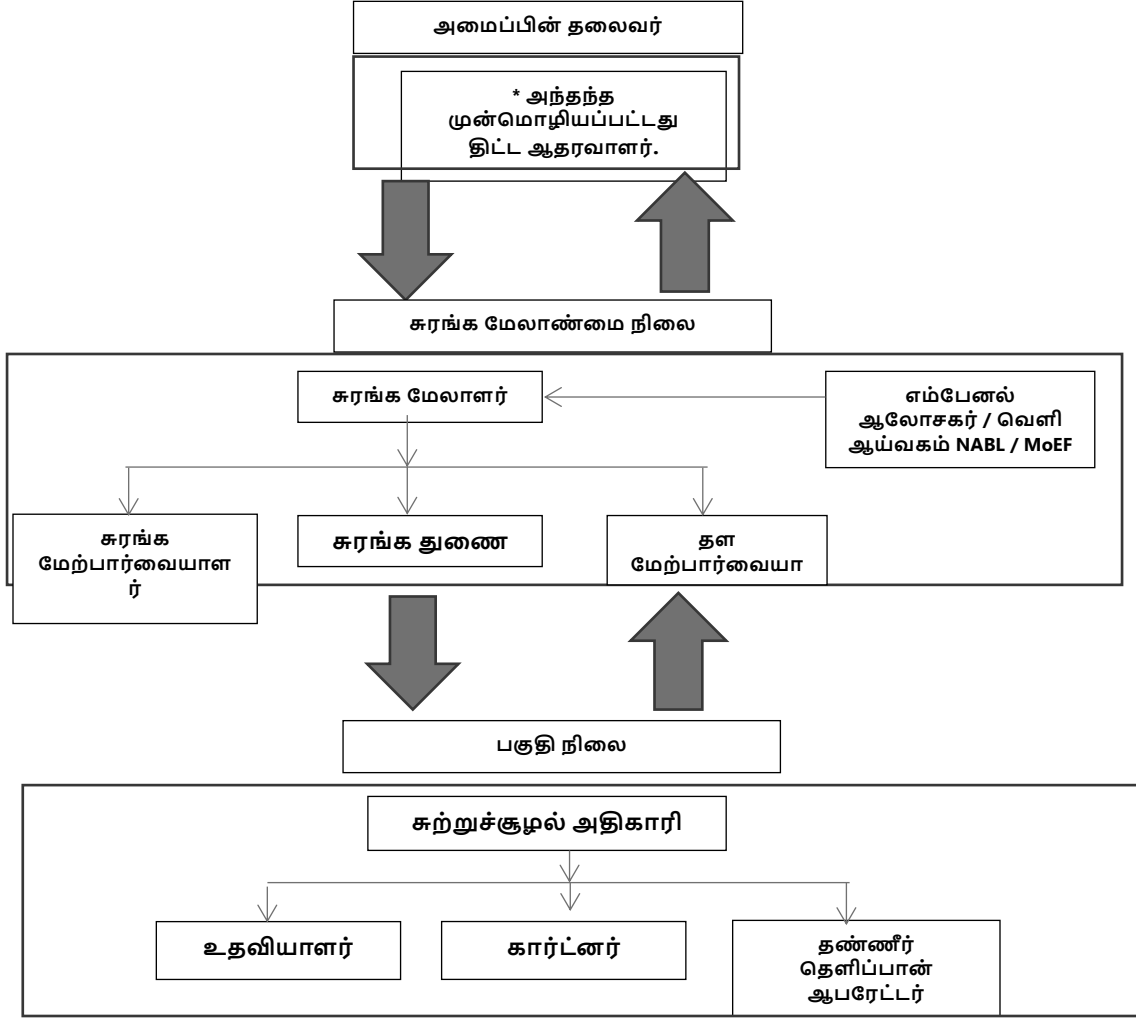 அமைப்பின் தலைவர்
* அந்தந்த
முன்மொழியப்பட்டது
திட்ட ஆதரவாளர்.
சுரங்க மேலாண்மை நிலை
சுரங்க மேலாளர்
எம்பேனல்
ஆலோசகர் / வெளி
ஆய்வகம் NABL / MoEF
சுரங்க
மேற்பார்வையாள
ர்
சுரங்க துணை
தள
மேற்பார்வையா
பகுதி நிலை
சுற்றுச்சூழல் அதிகாரி
உதவியாளர்
கார்ட்னர்
தண்ணீர்
தெளிப்பான்
ஆபரேட்டர்